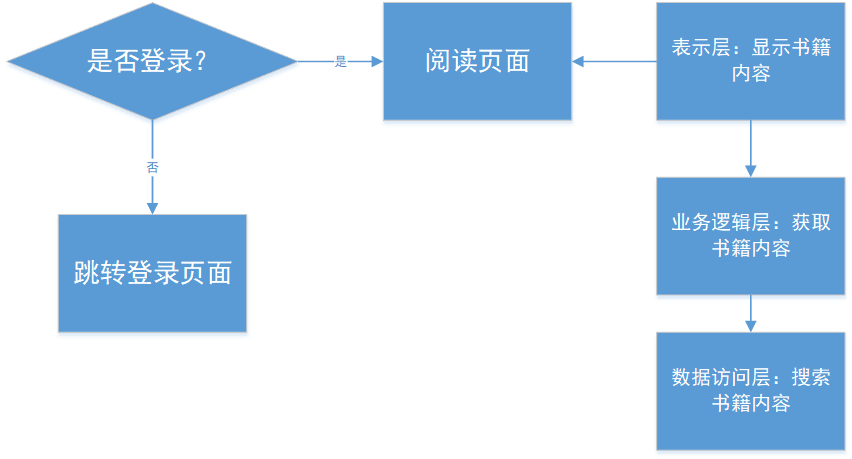 是否登录？
是
阅读页面
表示层：显示书籍
内容
否
业务逻辑层：获取
书籍内容
跳转登录页面
数据访问层：搜索
书籍内容